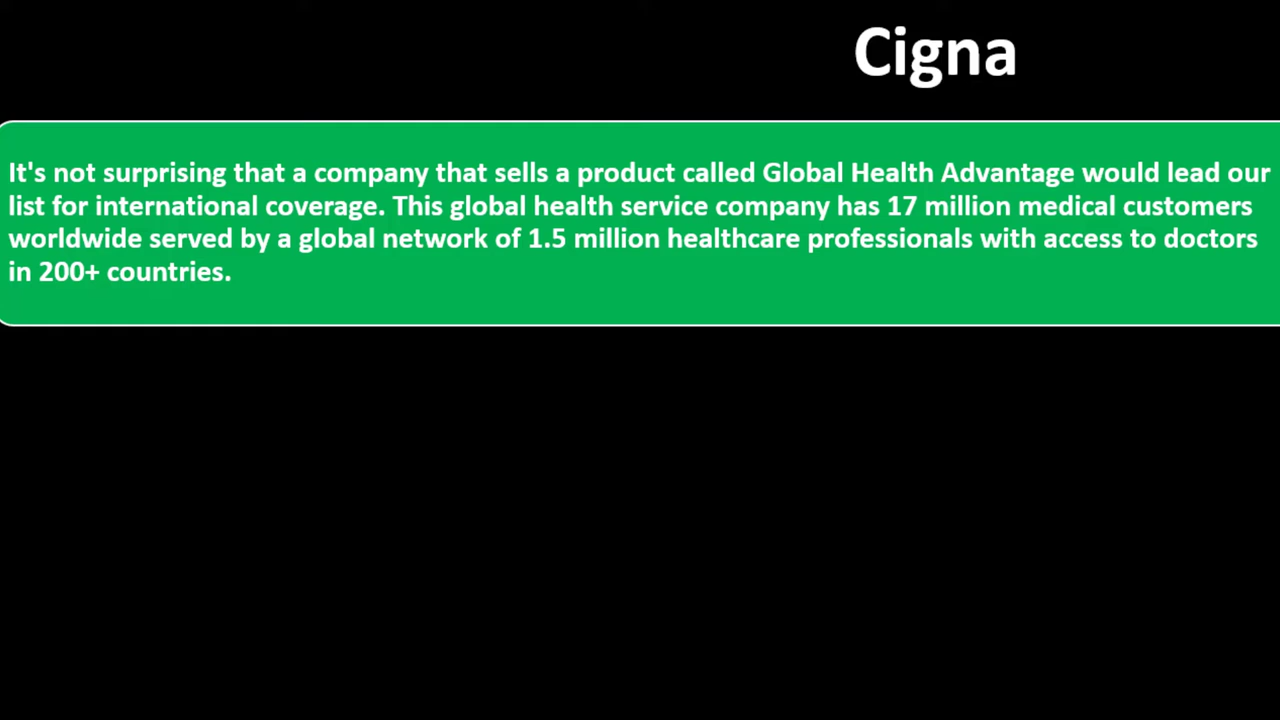 Cigna
It's not surprising that a company that sells a product called Global Health Advantage would lead our
list for international coverage. This global health service company has 17 million medical customers
worldwide served by a global network of 1.5 million healthcare professionals with access to doctors
in 200+ countries.